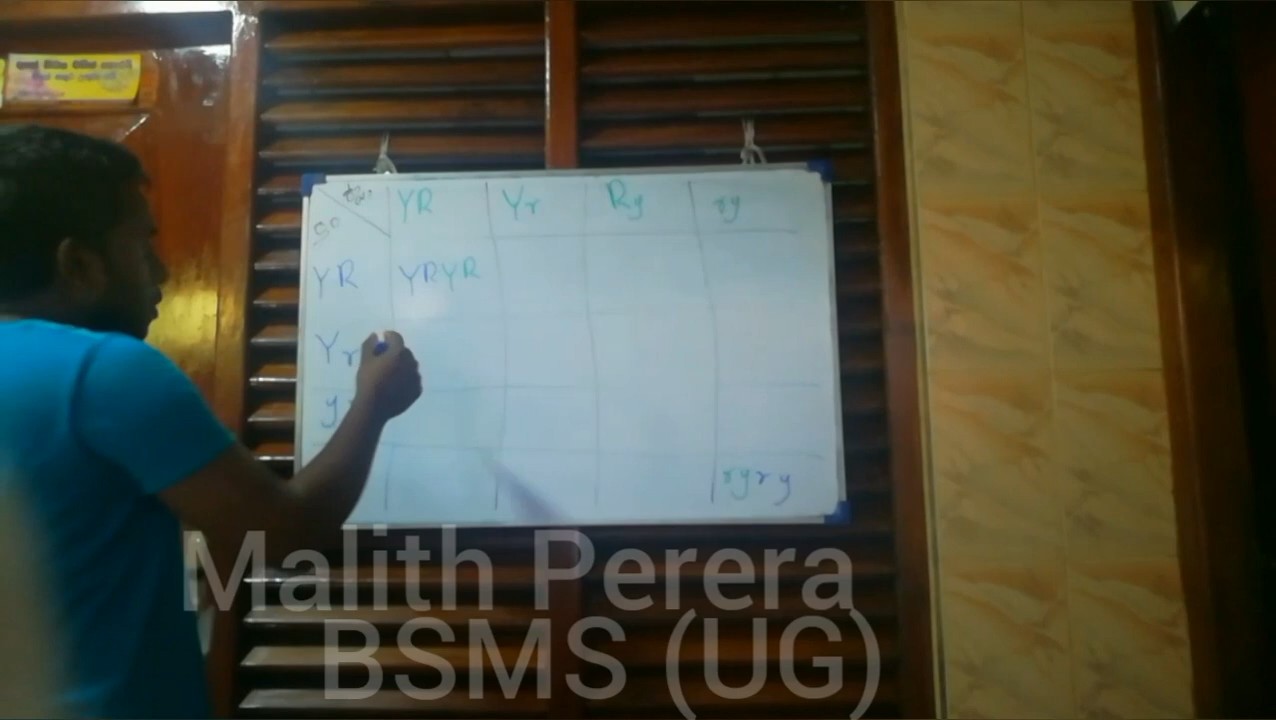 YR Yr Ry ry
YR YRYR
Yr
y
ryry
Malith Perera
BSMS (UG)